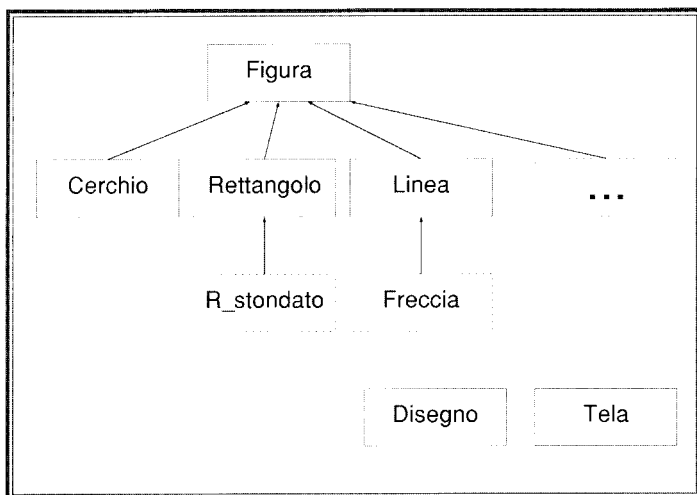 Figura
Cerchio Rettangolo Linea ...
R_stondato Freccia
Disegno Tela